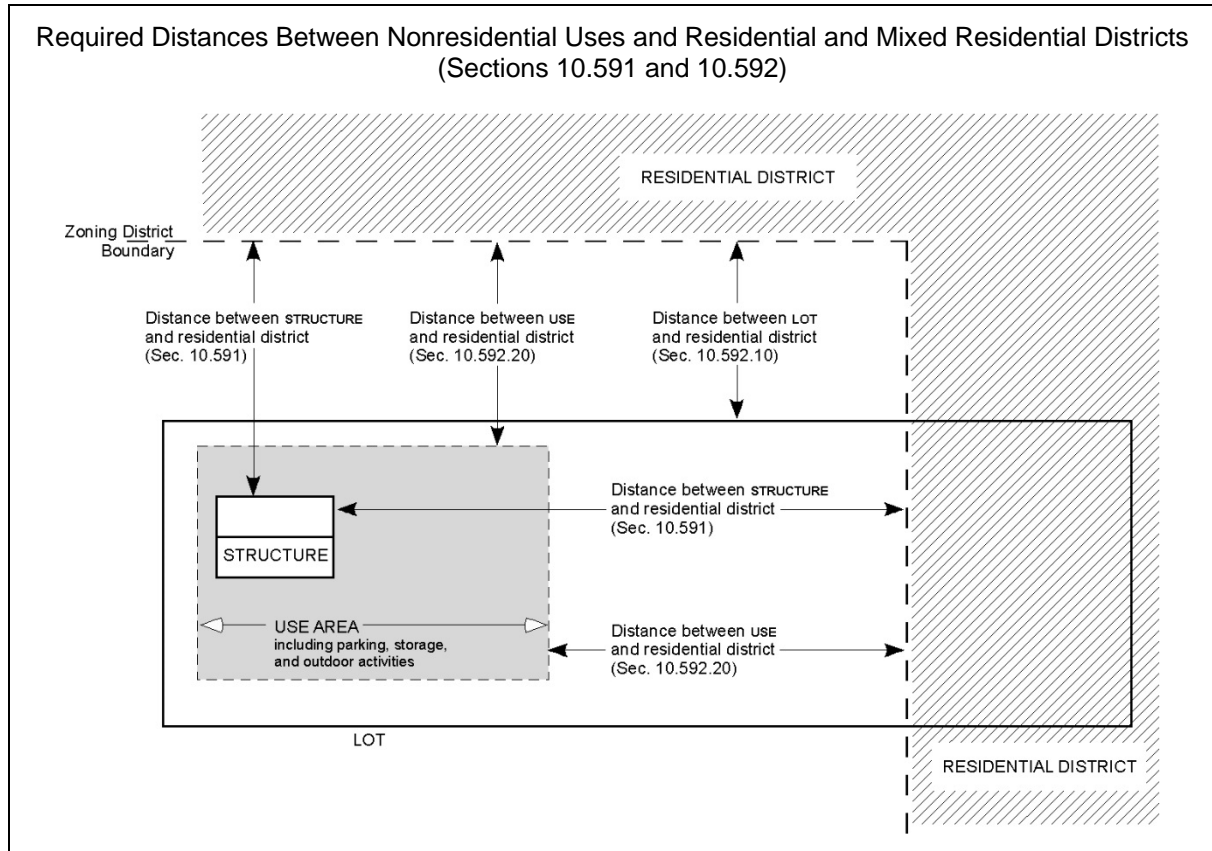 Required Distances Between Nonresidential Uses and Residential and Mixed Residential Districts
(Sections 10.591 and 10.592)
RESIDENTIAL DISTRICT
Zoning District
Boundary
Distance between STRUCTURE
and residential district
(Sec. 10.591)
Distance between USE
and residential district
(Sec. 10.592.20)
Distance between LOT
and residential district
(Sec. 10.592.10)
Distance between STRUCTURE
and residential district
(Sec. 10.591)
STRUCTURE
USE AREA
including parking, storage,
and outdoor activities
Distance between USE
and residential district
(Sec. 10.592.20)
LOT
RESIDENTIAL DISTRICT